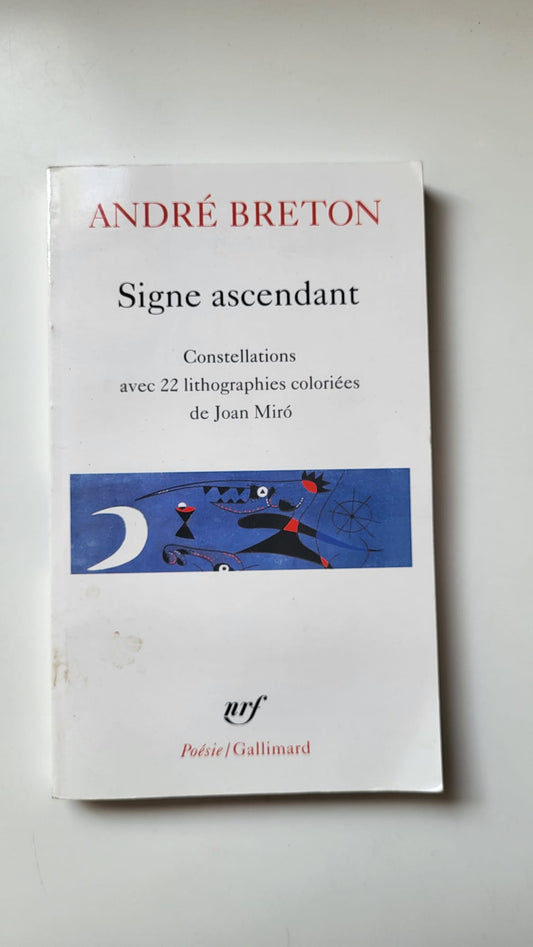 ANDRÉ BRETON
Signe ascendant
Constellations
avec 22 lithographies coloriées
de Joan Miró
nrf
Poésie/Gallimard